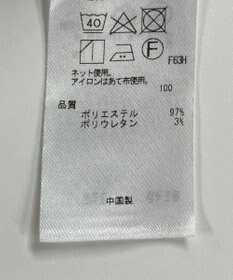 40
F
F63H
ネット使用。
アイロンはあて布使用。
100
品質
ポリエステル 97%
ポリウレタン 3%
中国製